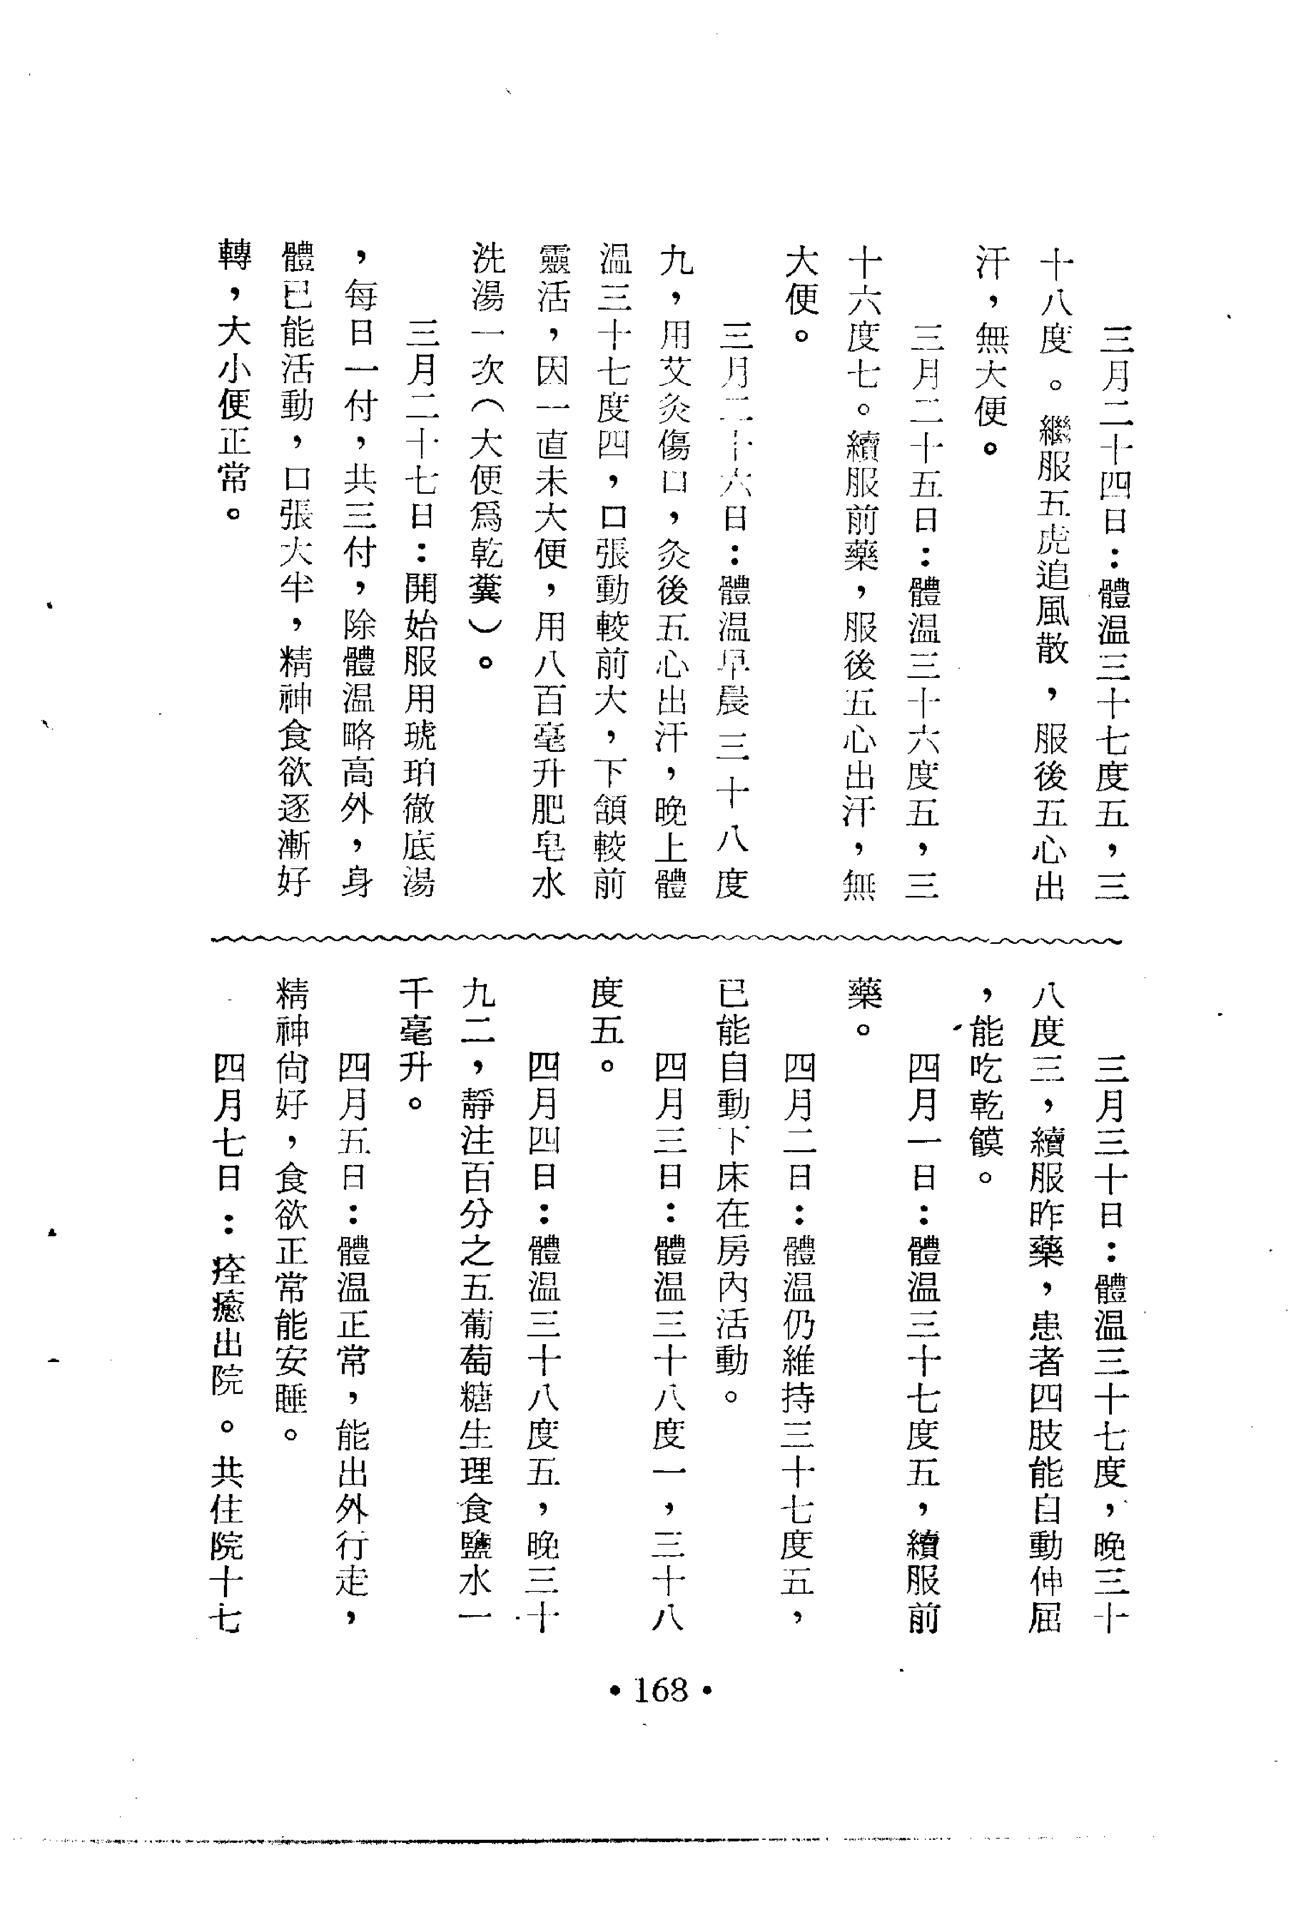 三月二十四日：體温三十七度五，三
十八度。繼服五虎追風散，服後五心出
汗，無大便。
三月二十五日：體温三十六度五，三
十六度七。續服前藥，服後五心出汗，無
大便。
三月二十六日：體温早晨三十八度
九，用艾灸傷口，灸後五心出汗，晚上體
温三十七度四，口張動較前大，下頷較前
靈活，因一直未大便，用八百毫升肥皂水
洗湯一次（大便爲乾糞）。
三月二十七日：開始服用琥珀徹底湯
，每日一付，共三付，除體温略高外，身
體已能活動，口張大半，精神食欲逐漸好
轉，大小便正常。
三月三十日：體温三十七度，晚三十
八度三，續服昨藥，患者四肢能自動伸屈
，能吃乾饃。
四月一日：體温三十七度五，續服前
藥。
四月二日：體温仍維持三十七度五，
已能自動下床在房內活動。
四月三日：體温三十八度一，三十八
度五。
四月四日：體温三十八度五，晚三十
九二，靜注百分之五葡萄糖生理食鹽水一
千毫升。
四月五日：體温正常，能出外行走，
精神尙好，食欲正常能安睡。
四月七日：痊癒出院。共住院十七
•168•